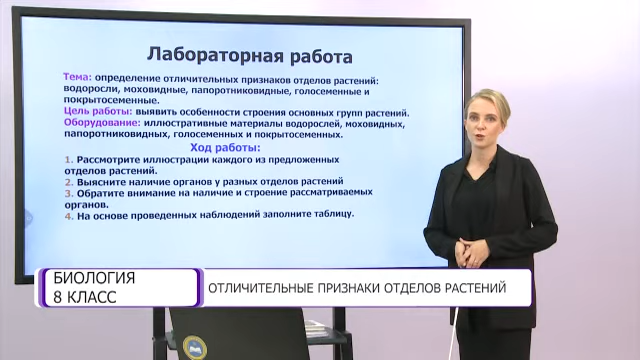 Лабораторная работа
Тема: определение отличительных признаков отделов растений:
водоросли, моховидные, папоротниковидные, голосеменные и
покрытосеменные.
Цель работы: выявить особенности строения основных групп растений.
Оборудование: иллюстративные материалы водорослей, моховидных,
папоротниковидных, голосеменных и покрытосеменных.
Ход работы:
1. Рассмотрите иллюстрации каждого из предложенных
отделов растений.
2. Выясните наличие органов у разных отделов растений
3. Обратите внимание на наличие и строение рассматриваемых
органов.
4. На основе проведенных наблюдений заполните таблицу.
БИОЛОГИЯ
8 КЛАСС
ОТЛИЧИТЕЛЬНЫЕ ПРИЗНАКИ ОТДЕЛОВ РАСТЕНИЙ